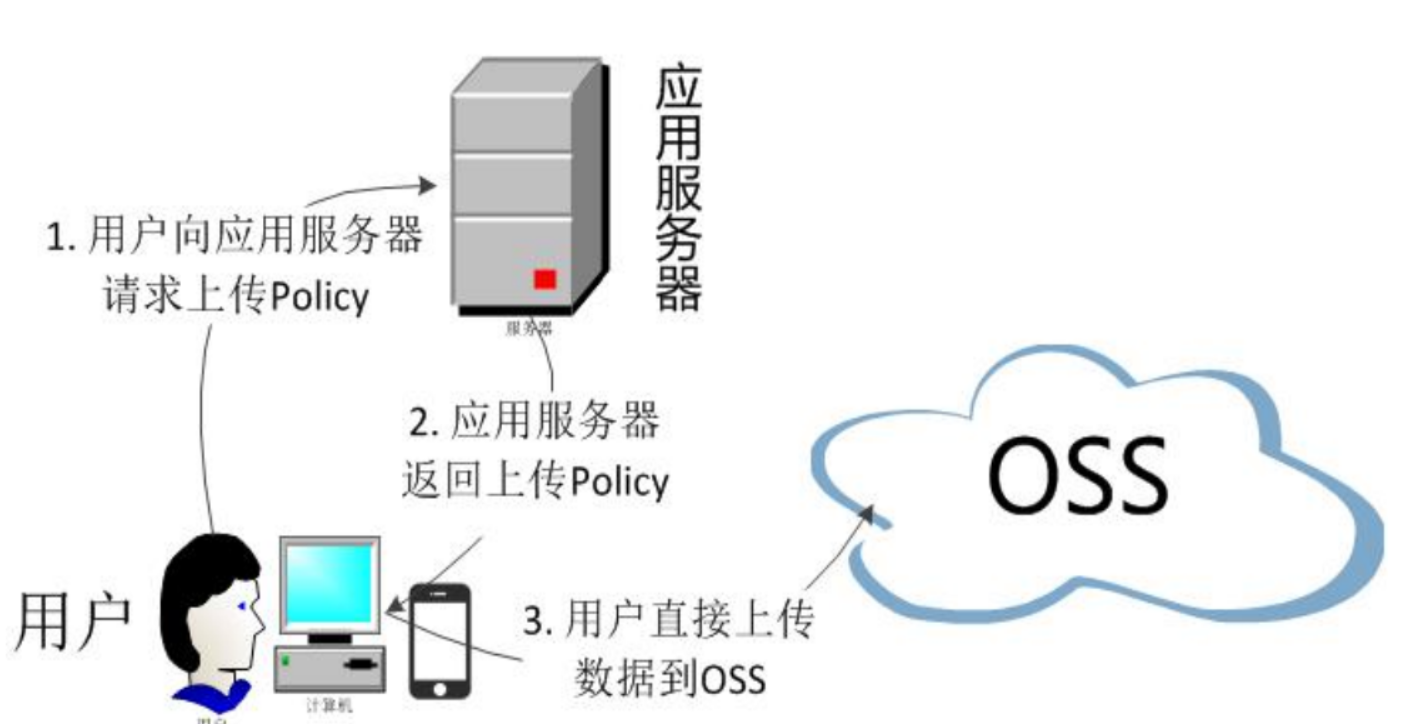 应用服务器
1. 用户向应用服务器
请求上传Policy
服务器
2. 应用服务器
返回上传Policy
OSS
用户
3. 用户直接上传
数据到OSS
计算机
用户